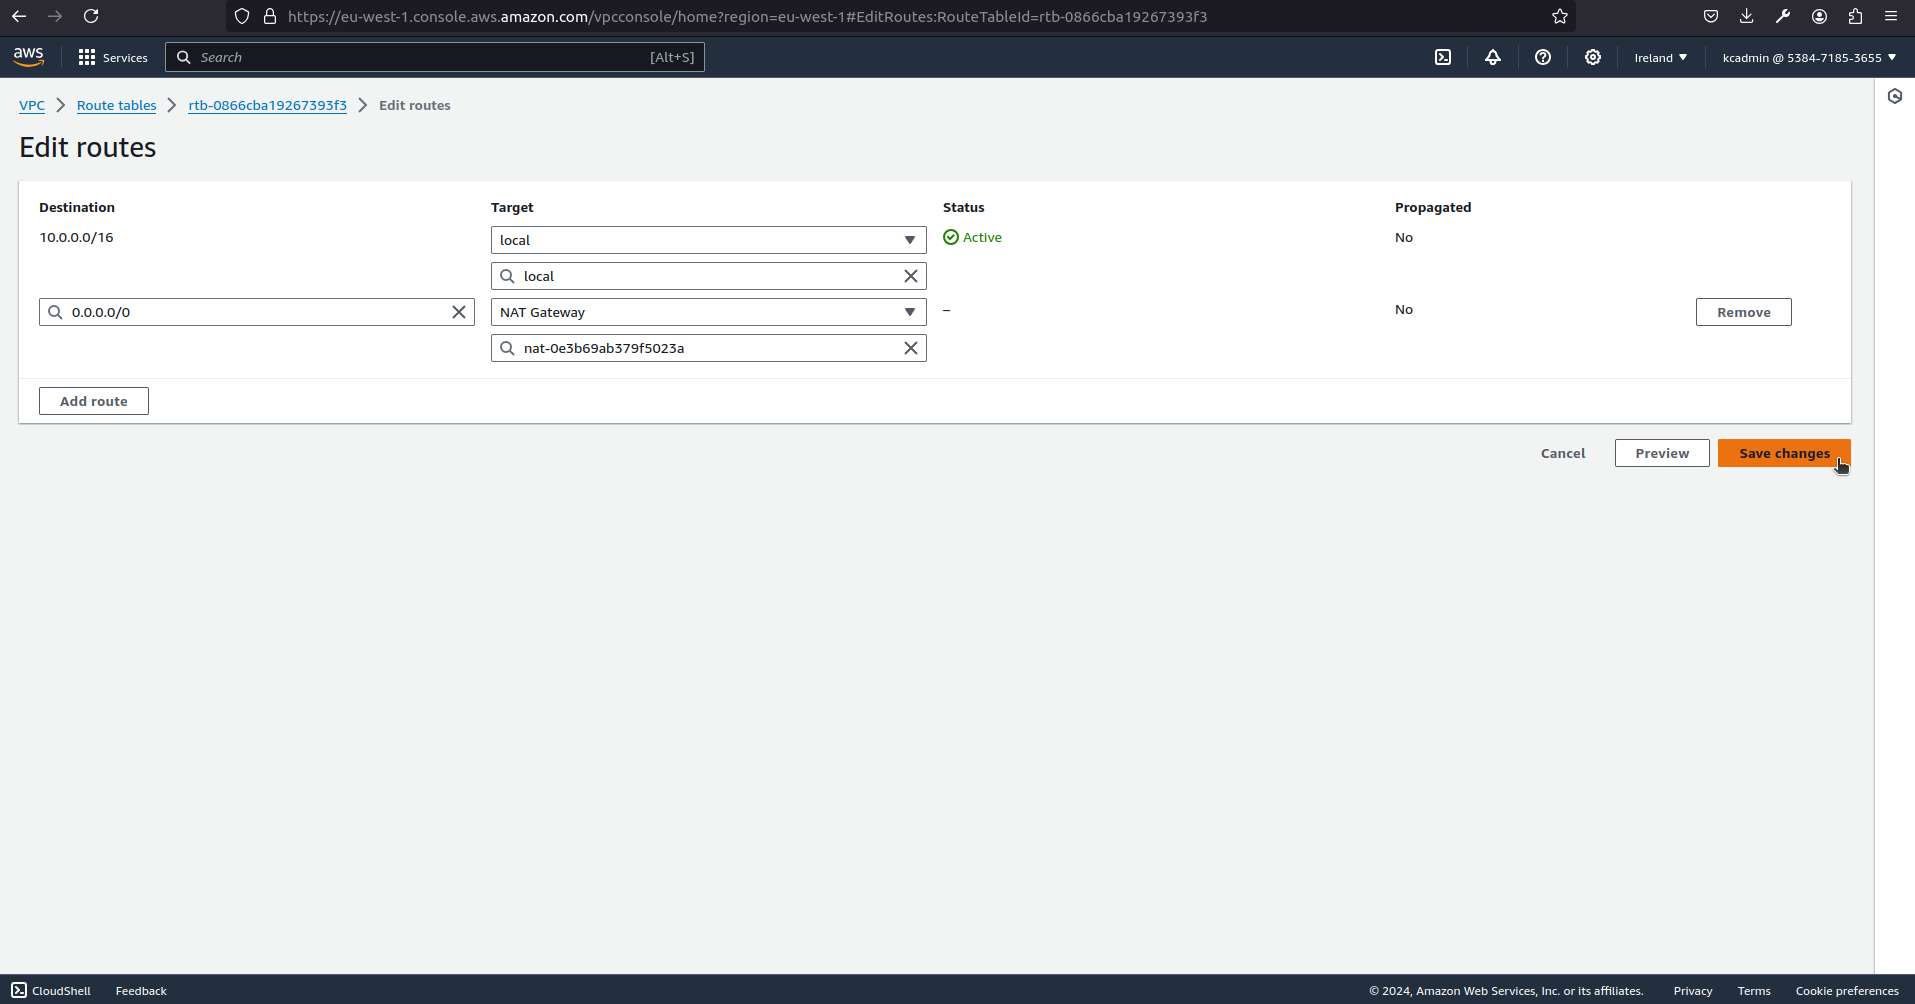 https://eu-west-1.console.aws.amazon.com/vpcconsole/home?region=eu-west-1#EditRoutes:RouteTableId=rtb-0866cba19267393f3
aws Services Search [Alt+S] Ireland kcadmin @ 5384-7185-3655
VPC Route tables rtb-0866cba19267393f3 Edit routes
Edit routes
Destination Target Status Propagated
10.0.0.0/16 local Active No
local
0.0.0.0/0 NAT Gateway – No Remove
nat-0e3b69ab379f5023a
Add route
Cancel Preview Save changes
CloudShell Feedback © 2024, Amazon Web Services, Inc. or its affiliates. Privacy Terms Cookie preferences